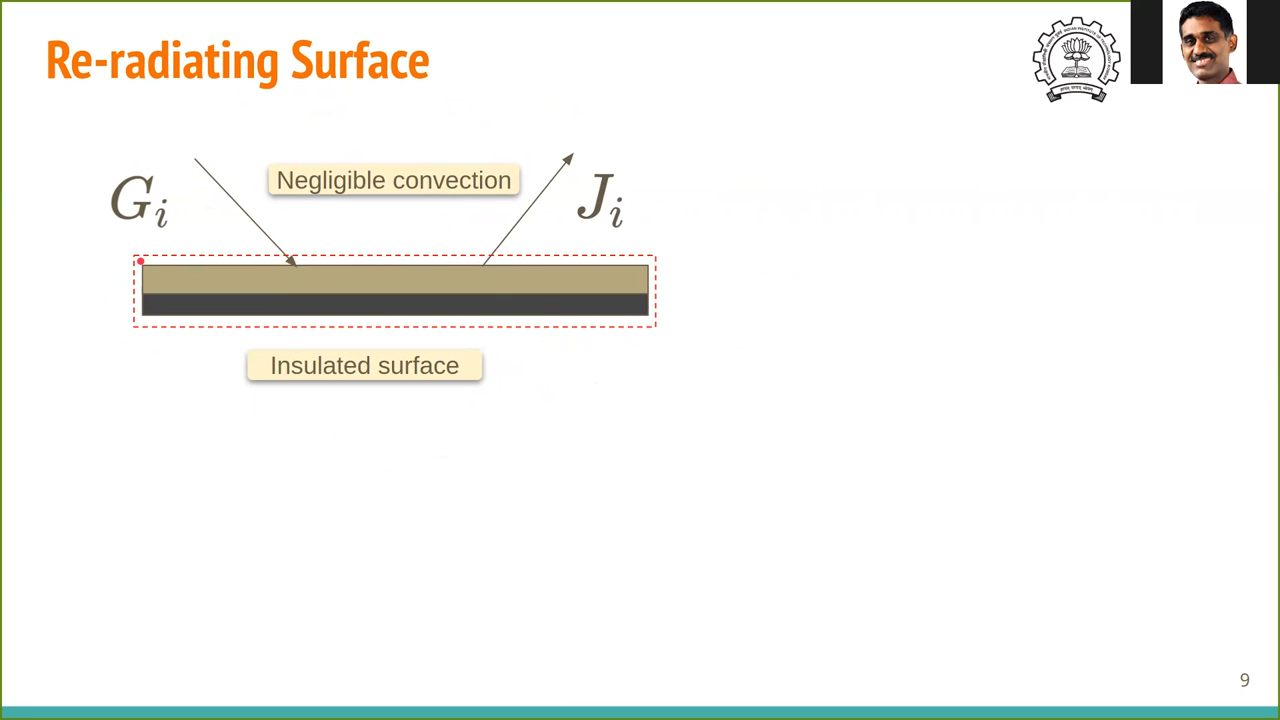 Re-radiating Surface
G_i
Negligible convection
J_i
Insulated surface
9